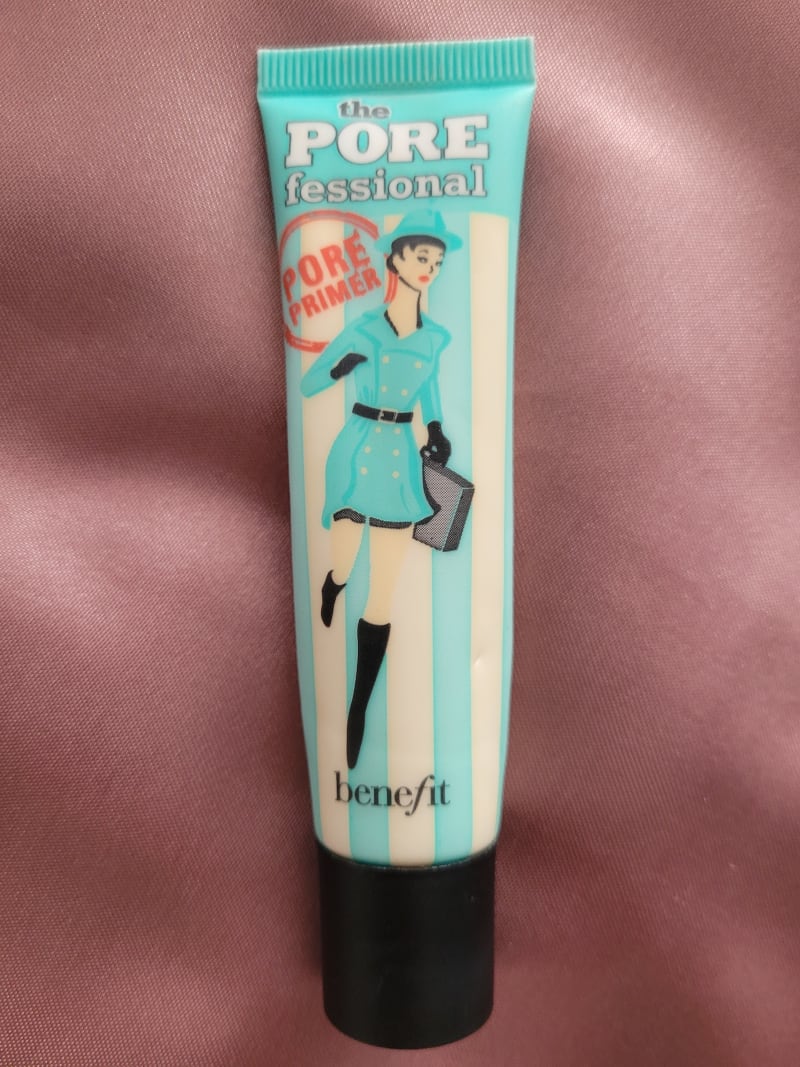 the
PORE
fessional
PORE
PRIMER
benefit